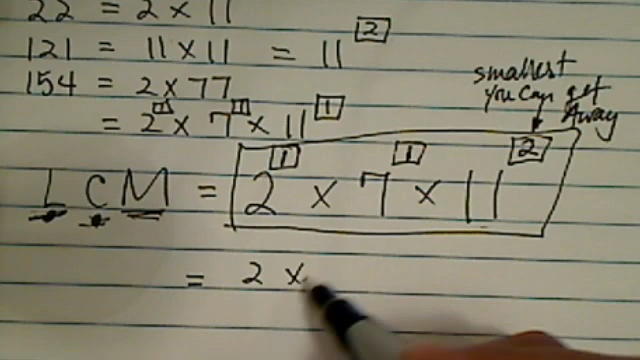 22 = 2 x 11
121 = 11 x 11 = 11^2
154 = 2 x 77
= 2^1 x 7^1 x 11^1
smallest
you can get
Away
LCM = 2^1 x 7^1 x 11^2
= 2 x